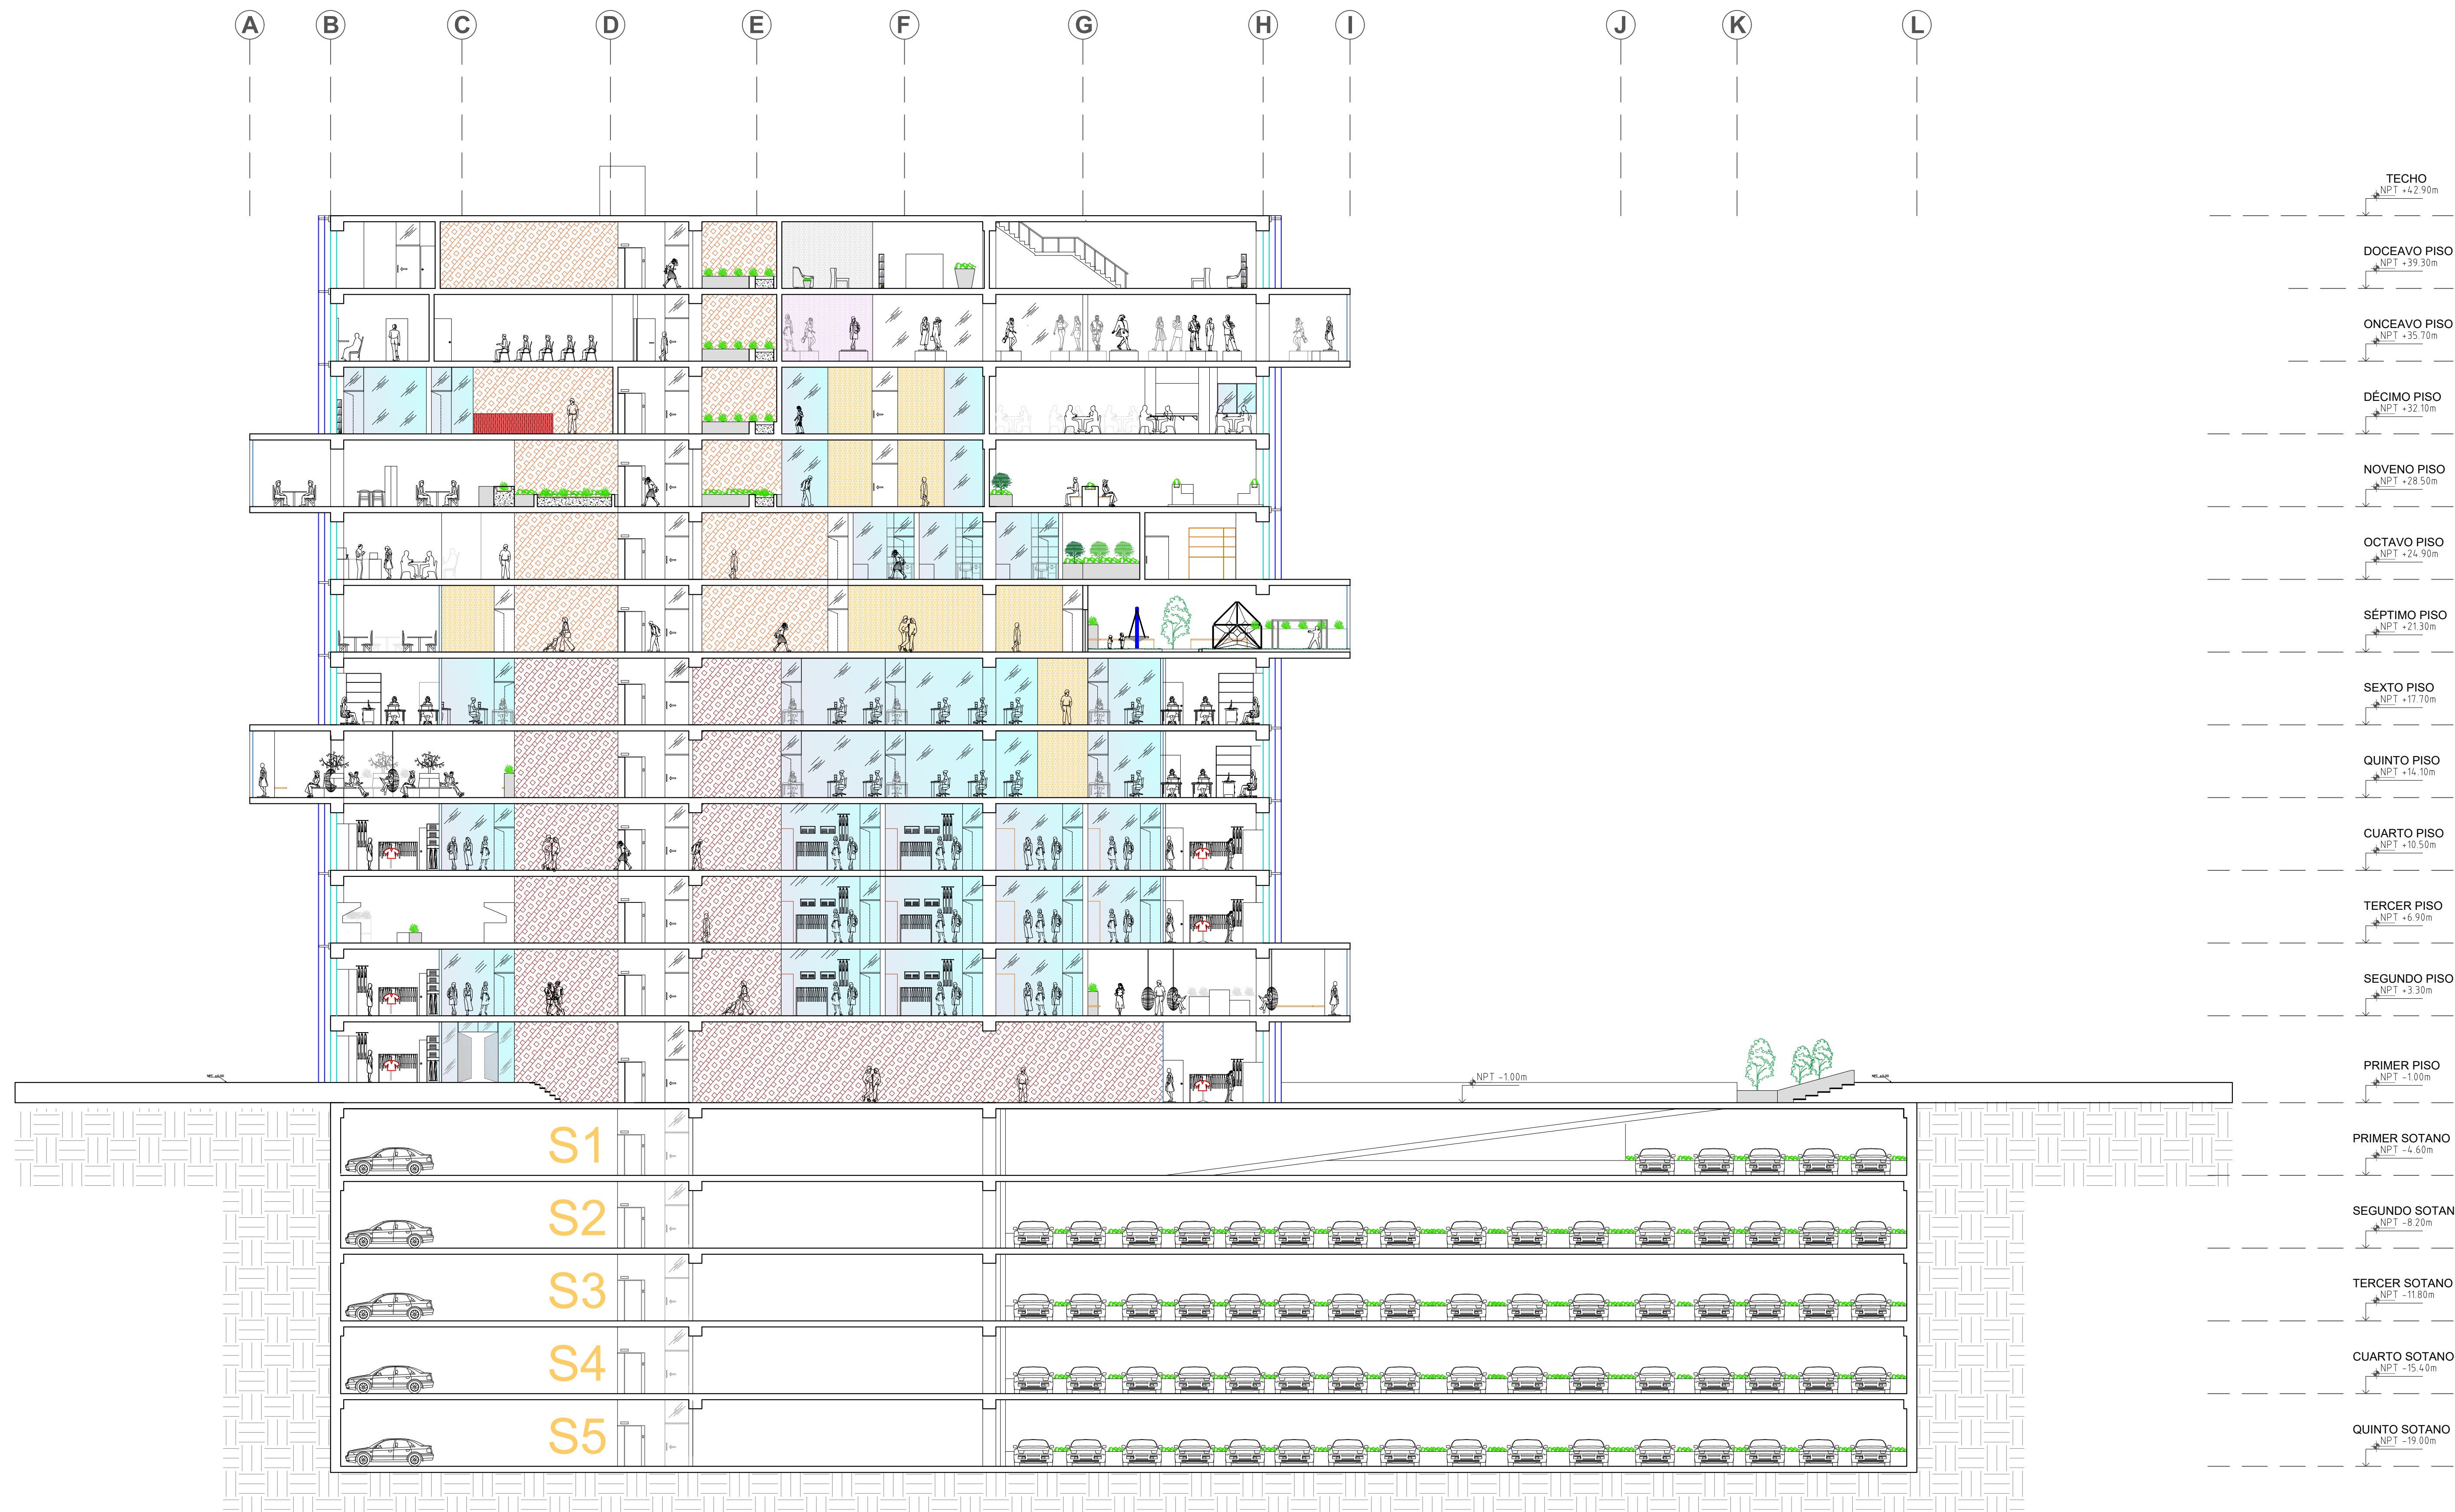 A B C D E F G H I J K L
TECHO
NPT +42.90m
DOCEAVO PISO
NPT +39.30m
ONCEAVO PISO
NPT +35.70m
DÉCIMO PISO
NPT +32.10m
NOVENO PISO
NPT +28.50m
OCTAVO PISO
NPT +24.90m
SÉPTIMO PISO
NPT +21.30m
SEXTO PISO
NPT +17.70m
QUINTO PISO
NPT +14.10m
CUARTO PISO
NPT +10.50m
TERCER PISO
NPT +6.90m
SEGUNDO PISO
NPT +3.30m
NPT -1.00m
PRIMER PISO
NPT -1.00m
S1
PRIMER SOTANO
NPT -4.60m
S2
SEGUNDO SOTAN
NPT -8.20m
S3
TERCER SOTANO
NPT -11.80m
S4
CUARTO SOTANO
NPT -15.40m
S5
QUINTO SOTANO
NPT -19.00m